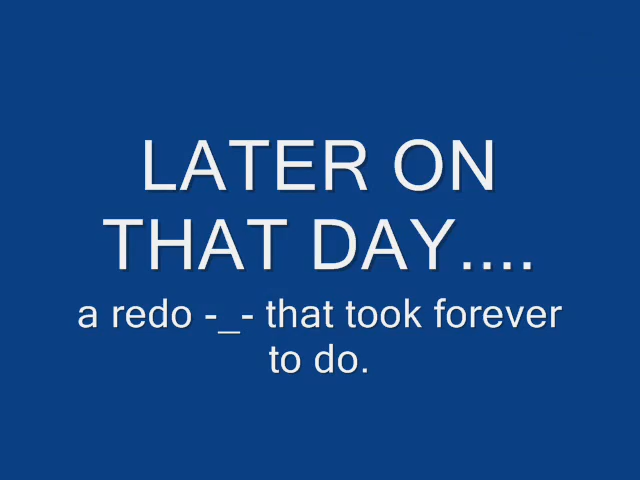 LATER ON
THAT DAY....
a redo -_- that took forever
to do.